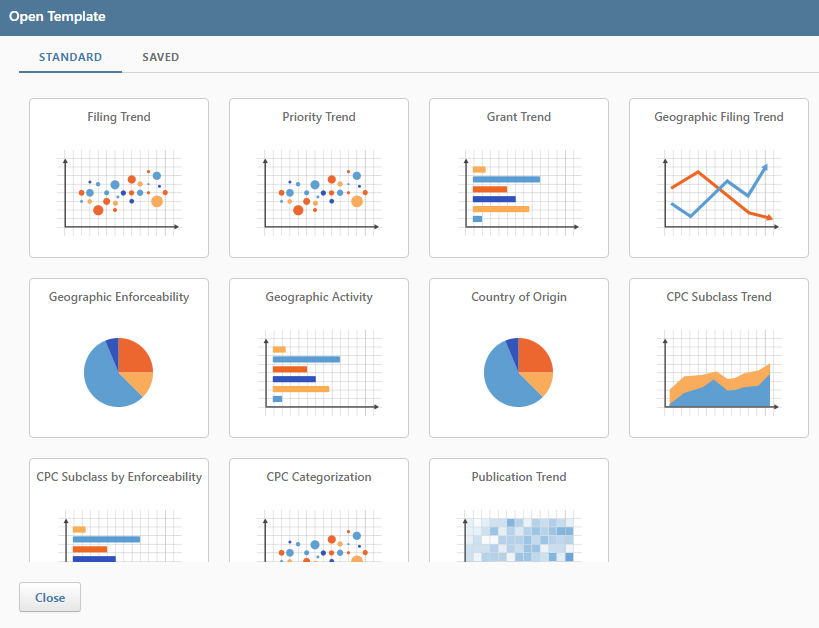 Open Template
STANDARD SAVED
Filing Trend
Priority Trend
Grant Trend
Geographic Filing Trend
Geographic Enforceability
Geographic Activity
Country of Origin
CPC Subclass Trend
CPC Subclass by Enforceability
CPC Categorization
Publication Trend
Close